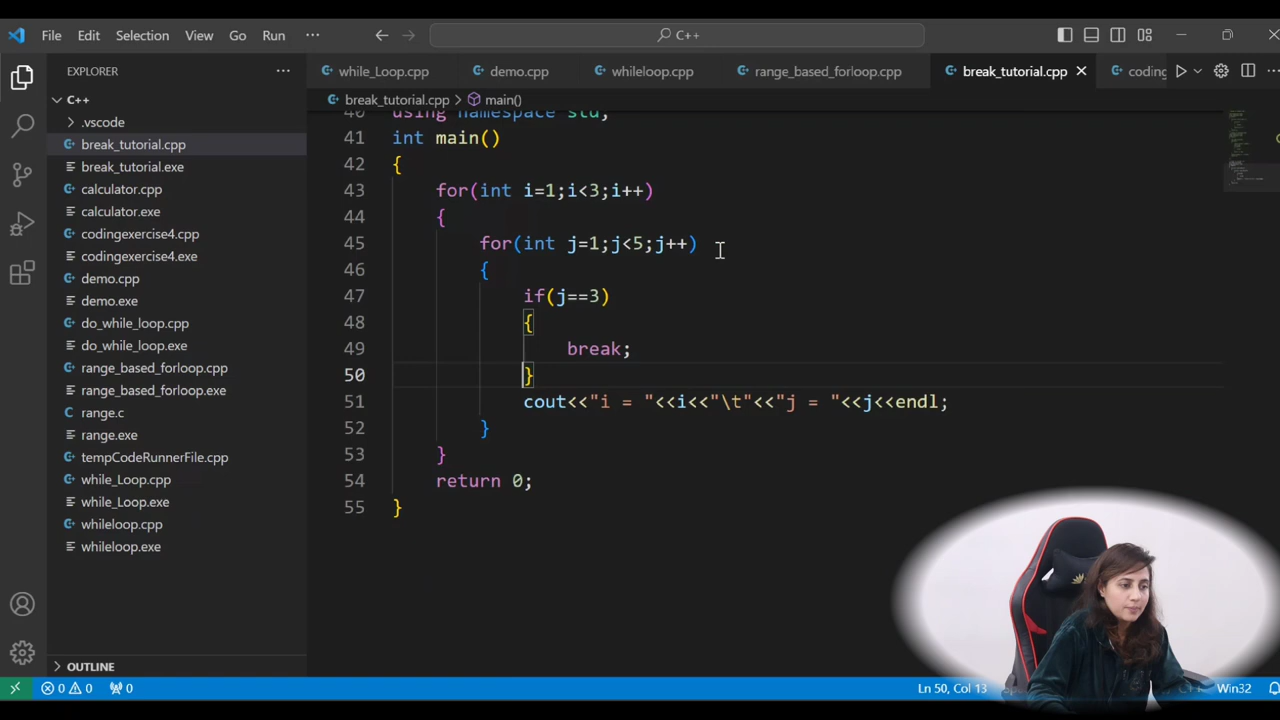 File Edit Selection View Go Run ··· C++
EXPLORER ···
while_Loop.cpp demo.cpp whileloop.cpp range_based_forloop.cpp break_tutorial.cpp coding
C++
.vscode
break_tutorial.cpp
break_tutorial.exe
calculator.cpp
calculator.exe
codingexercise4.cpp
codingexercise4.exe
demo.cpp
demo.exe
do_while_loop.cpp
do_while_loop.exe
range_based_forloop.cpp
range_based_forloop.exe
range.c
range.exe
tempCodeRunnerFile.cpp
while_Loop.cpp
while_Loop.exe
whileloop.cpp
whileloop.exe
OUTLINE
break_tutorial.cpp > main()
40 using namespace std;
41 int main()
42 {
43 for(int i=1;i<3;i++)
44 {
45 for(int j=1;j<5;j++)
46 {
47 if(j==3)
48 {
49 break;
50 }
51 cout<<"i = "<<i<<"\t"<<"j = "<<j<<endl;
52 }
53 }
54 return 0;
55 }
0 0 0 Ln 50, Col 13 Win32